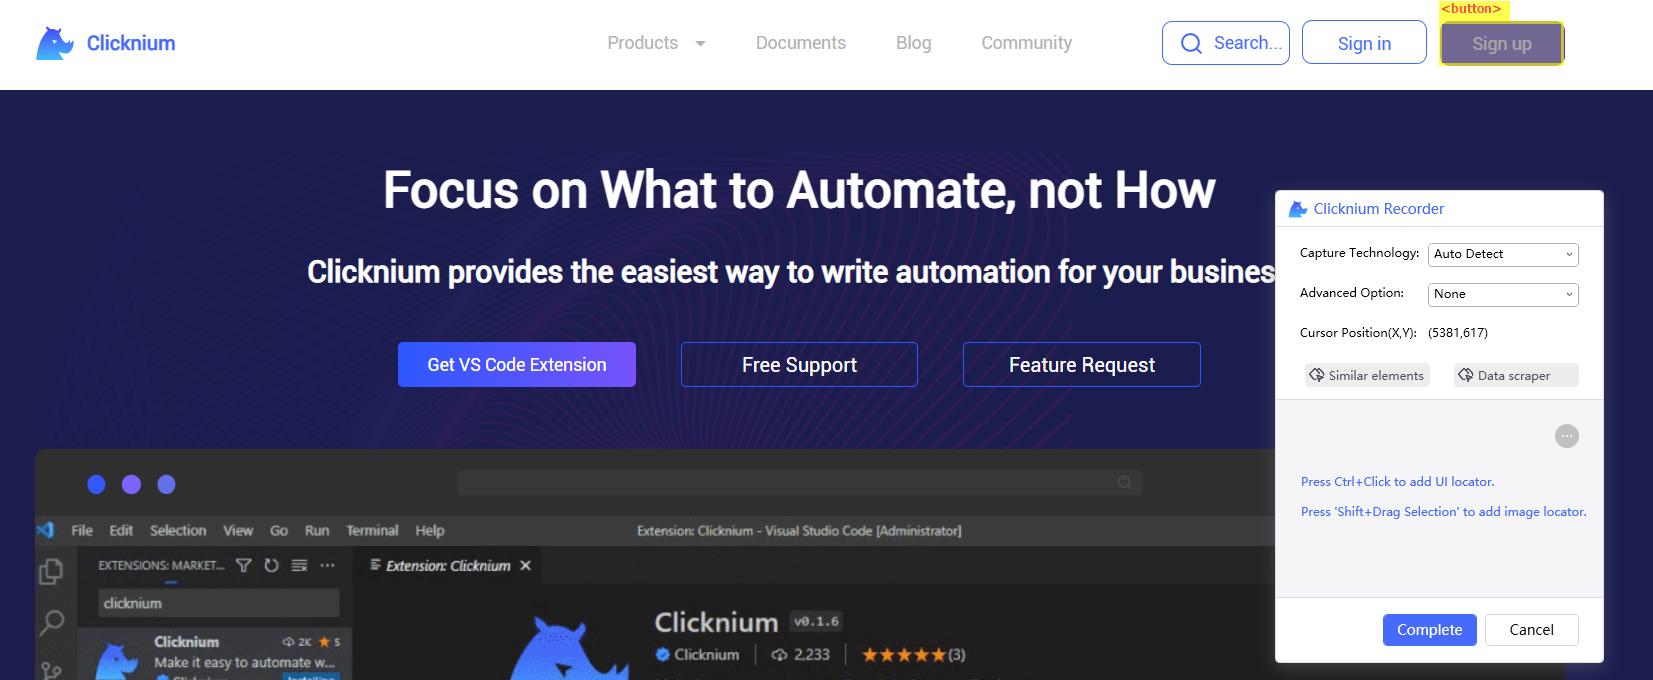 <button>
Clicknium
Products
Documents
Blog
Community
Search...
Sign in
Sign up
Focus on What to Automate, not How
Clicknium provides the easiest way to write automation for your busines
Get VS Code Extension
Free Support
Feature Request
Clicknium Recorder
Capture Technology: Auto Detect
Advanced Option: None
Cursor Position(X,Y): (5381,617)
Similar elements
Data scraper
Press Ctrl+Click to add UI locator.
Press 'Shift+Drag Selection' to add image locator.
Complete
Cancel
File Edit Selection View Go Run Terminal Help
Extension: Clicknium - Visual Studio Code [Administrator]
EXTENSIONS: MARKET...
Extension: Clicknium
clicknium
Clicknium 2K 5
Make it easy to automate w...
Clicknium v0.1.6
Clicknium 2,233 (3)